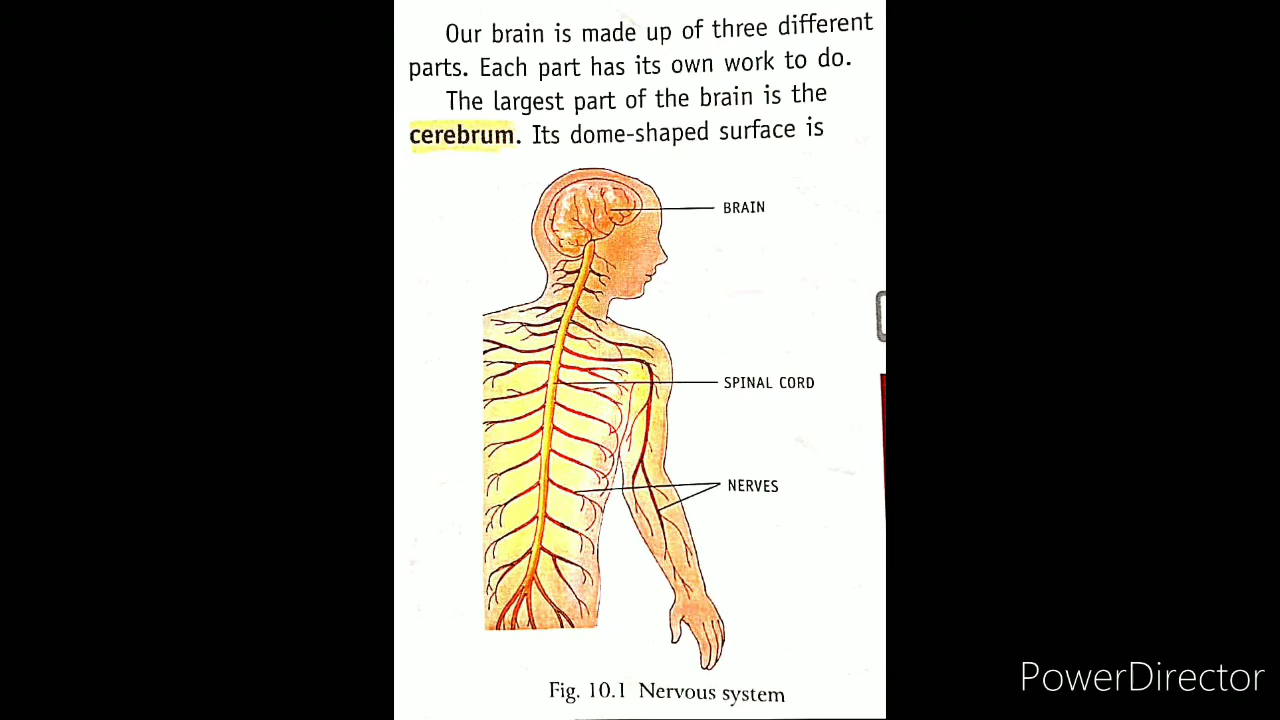 Our brain is made up of three different
parts. Each part has its own work to do.
The largest part of the brain is the
cerebrum. Its dome-shaped surface is
BRAIN
SPINAL CORD
NERVES
Fig. 10.1 Nervous system
PowerDirector